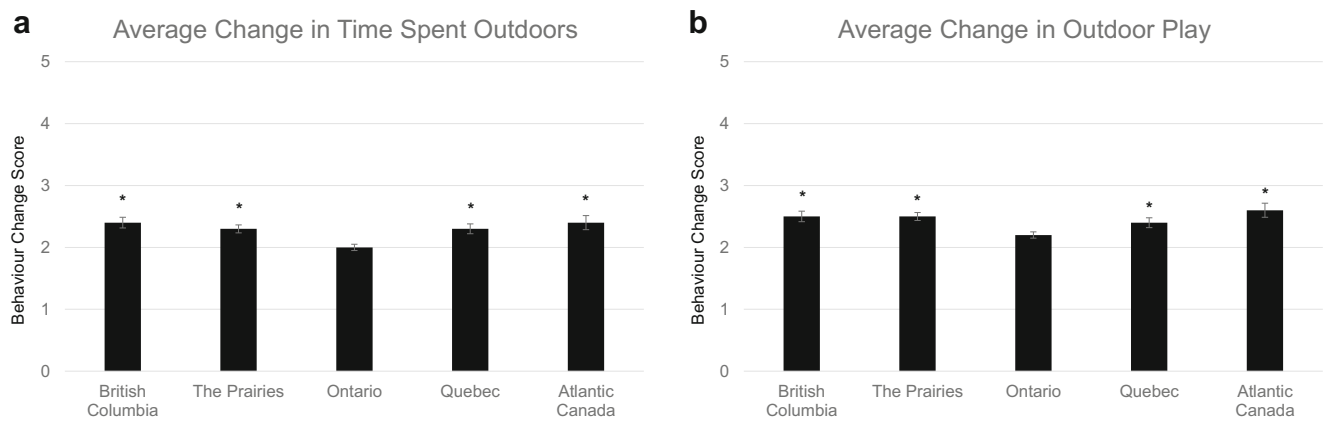 a
Average Change in Time Spent Outdoors
Behaviour Change Score
5
4
3
2
1
0
*
*
*
*
British
Columbia
The Prairies
Ontario
Quebec
Atlantic
Canada
b
Average Change in Outdoor Play
Behaviour Change Score
5
4
3
2
1
0
*
*
*
*
British
Columbia
The Prairies
Ontario
Quebec
Atlantic
Canada